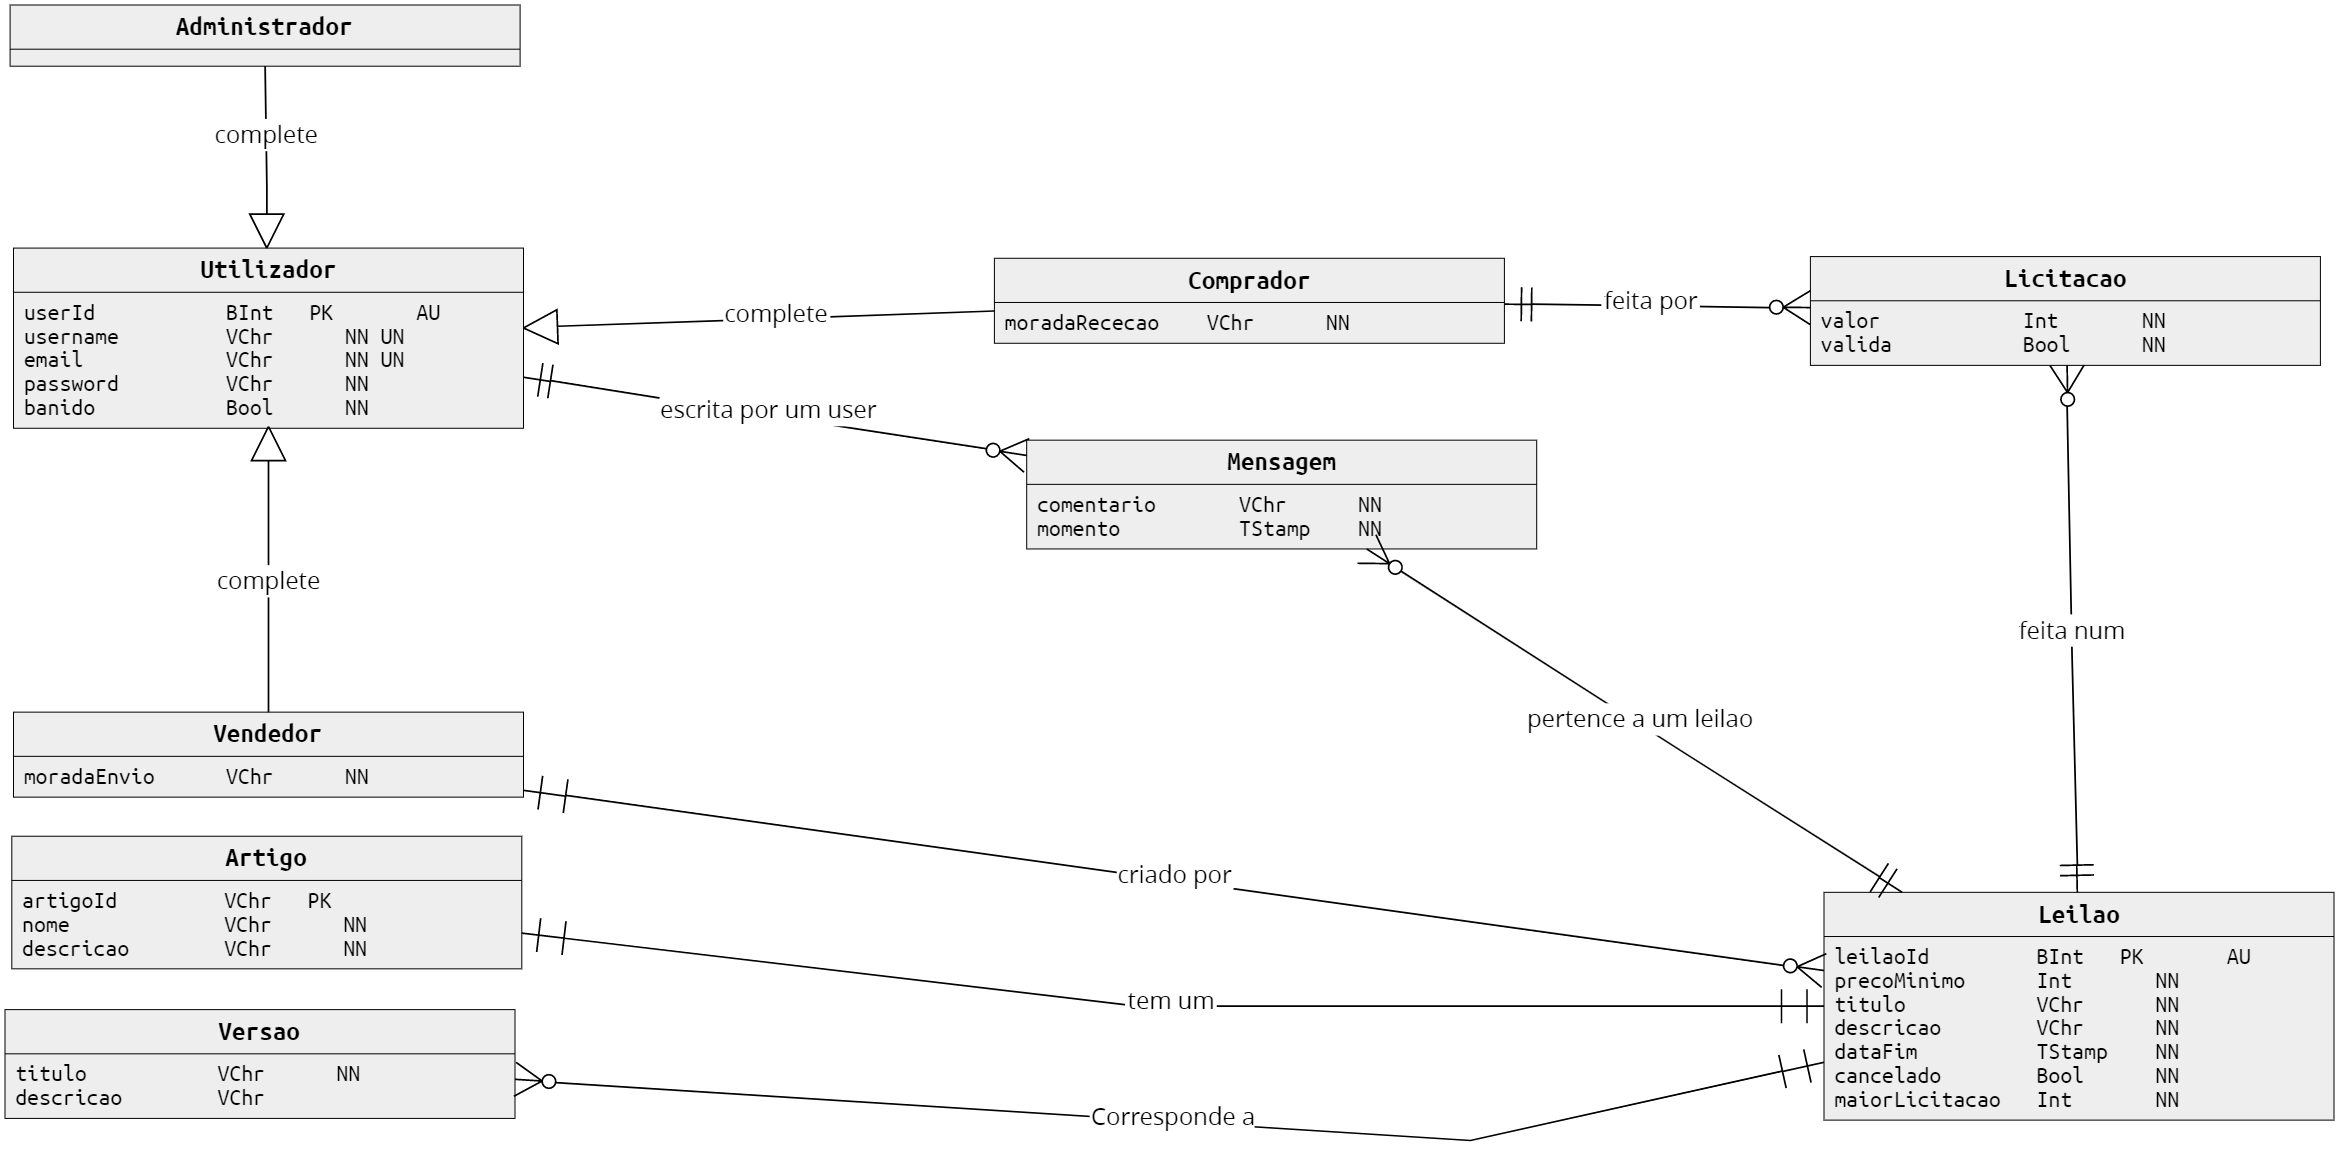 Administrador
complete
Utilizador
userId BInt PK AU
username VChr NN UN
email VChr NN UN
password VChr NN
banido Bool NN
complete
Comprador
moradaRececao VChr NN
feita por
Licitacao
valor Int NN
valida Bool NN
escrita por um user
Mensagem
comentario VChr NN
momento TStamp NN
complete
feita num
pertence a um leilao
Vendedor
moradaEnvio VChr NN
criado por
Artigo
artigoId VChr PK
nome VChr NN
descricao VChr NN
tem um
Leilao
leilaoId BInt PK AU
precoMinimo Int NN
titulo VChr NN
descricao VChr NN
dataFim TStamp NN
cancelado Bool NN
maiorLicitacao Int NN
Versao
titulo VChr NN
descricao VChr
Corresponde a